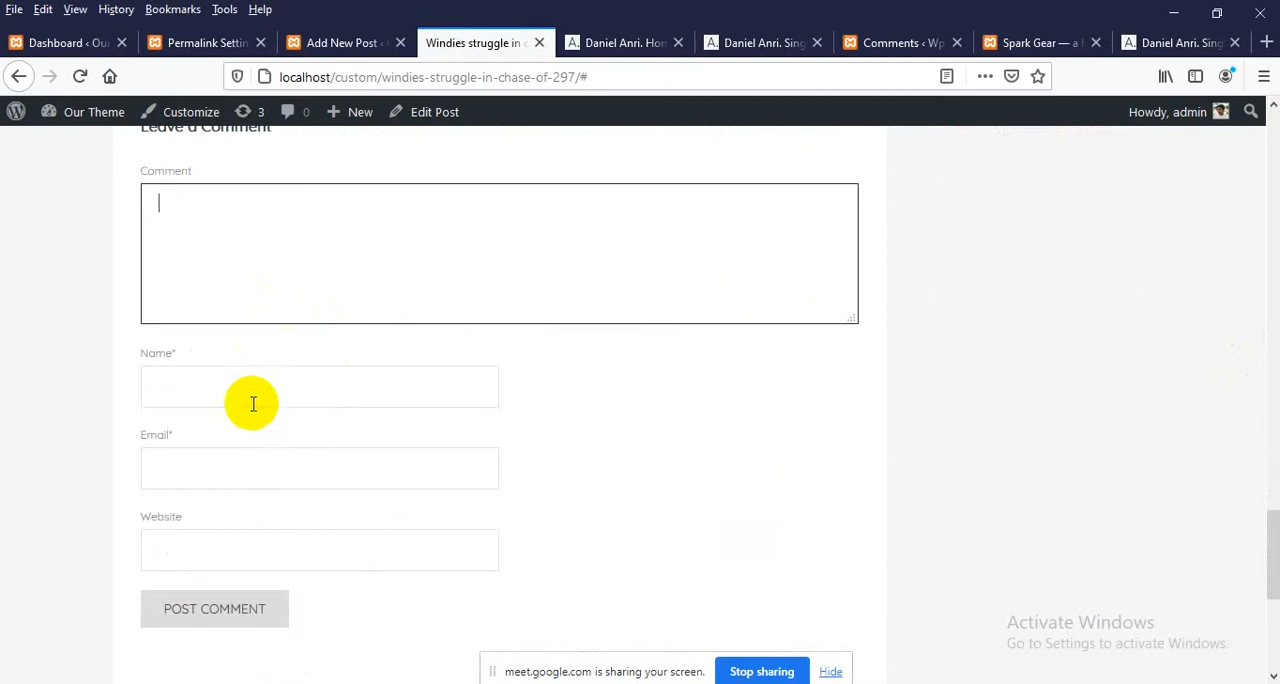 File Edit View History Bookmarks Tools Help
Dashboard ‹ Our
Permalink Settin
Add New Post ‹
Windies struggle in c
Daniel Anri. Hom
Daniel Anri. Sing
Comments ‹ Wp
Spark Gear — a f
Daniel Anri. Sing
localhost/custom/windies-struggle-in-chase-of-297/#
Our Theme Customize 3 0 New Edit Post Howdy, admin
Leave a Comment
Comment
Name*
Email*
Website
POST COMMENT
Activate Windows
Go to Settings to activate Windows.
meet.google.com is sharing your screen. Stop sharing Hide